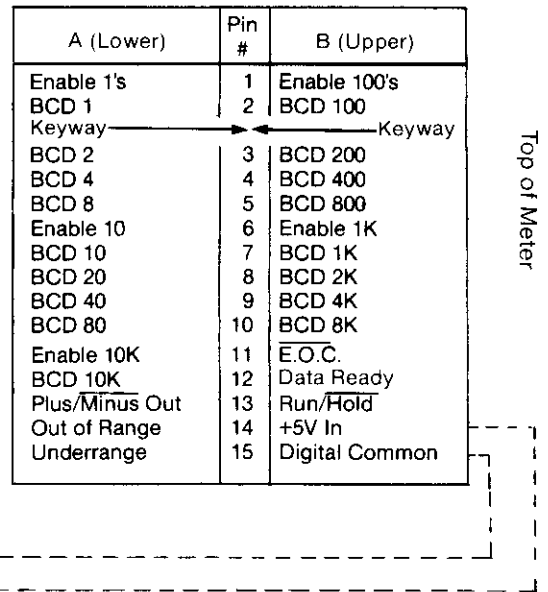 A (Lower) Pin # B (Upper)
Enable 1's 1 Enable 100's
BCD 1 2 BCD 100
Keyway Keyway
BCD 2 3 BCD 200
BCD 4 4 BCD 400
BCD 8 5 BCD 800
Enable 10 6 Enable 1K
BCD 10 7 BCD 1K
BCD 20 8 BCD 2K
BCD 40 9 BCD 4K
BCD 80 10 BCD 8K
Enable 10K 11 E.O.C.
BCD 10K 12 Data Ready
Plus/Minus Out 13 Run/Hold
Out of Range 14 +5V In
Underrange 15 Digital Common
Top of Meter